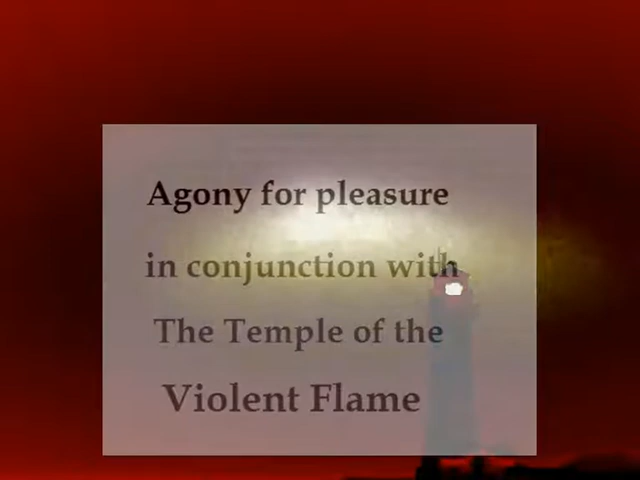 Agony for pleasure
in conjunction with
The Temple of the
Violent Flame